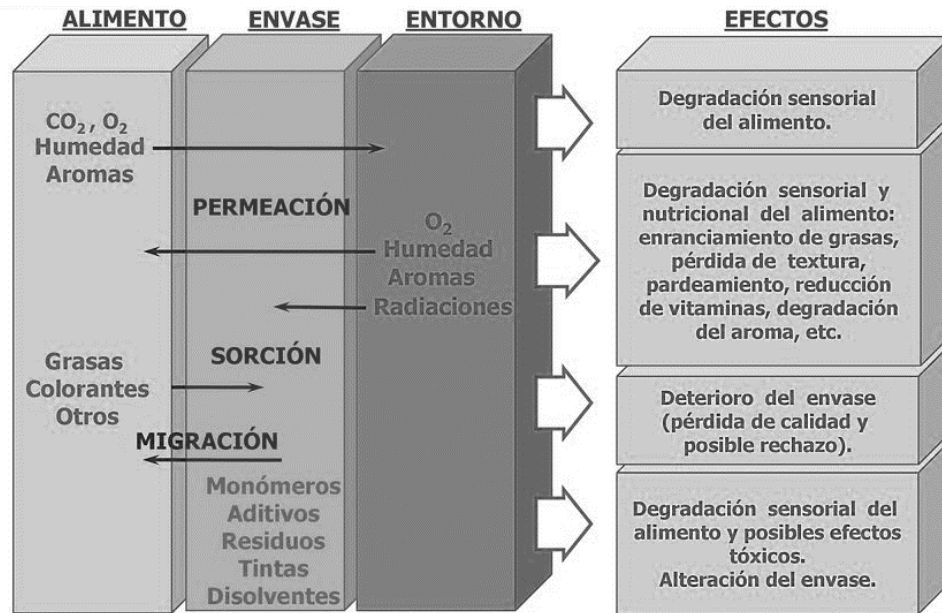 ALIMENTO
ENVASE
ENTORNO
EFECTOS
CO₂, O₂
Humedad
Aromas
PERMEACIÓN
O₂
Humedad
Aromas
Radiaciones
SORCIÓN
Grasas
Colorantes
Otros
MIGRACIÓN
Monómeros
Aditivos
Residuos
Tintas
Disolventes
Degradación sensorial
del alimento.
Degradación sensorial y
nutricional del alimento:
enranciamiento de grasas,
pérdida de textura,
pardeamiento, reducción
de vitaminas, degradación
del aroma, etc.
Deterioro del envase
(pérdida de calidad y
posible rechazo).
Degradación sensorial del
alimento y posibles efectos
tóxicos.
Alteración del envase.